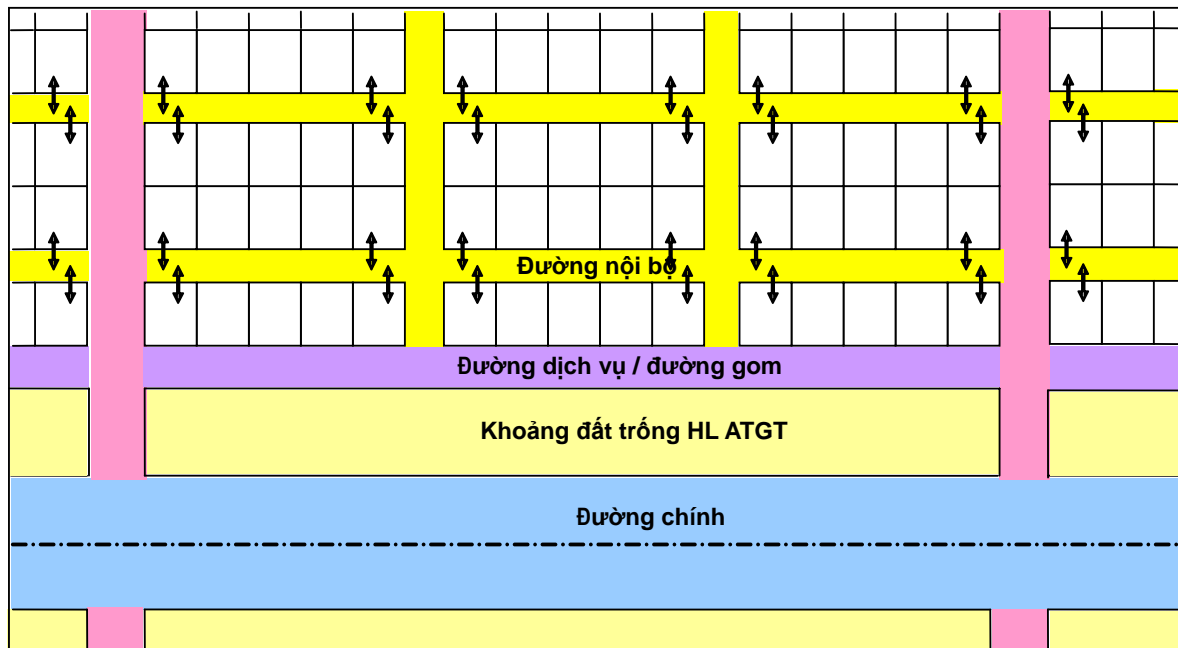 Đường nội bộ
Đường dịch vụ / đường gom
Khoảng đất trống HL ATGT
Đường chính